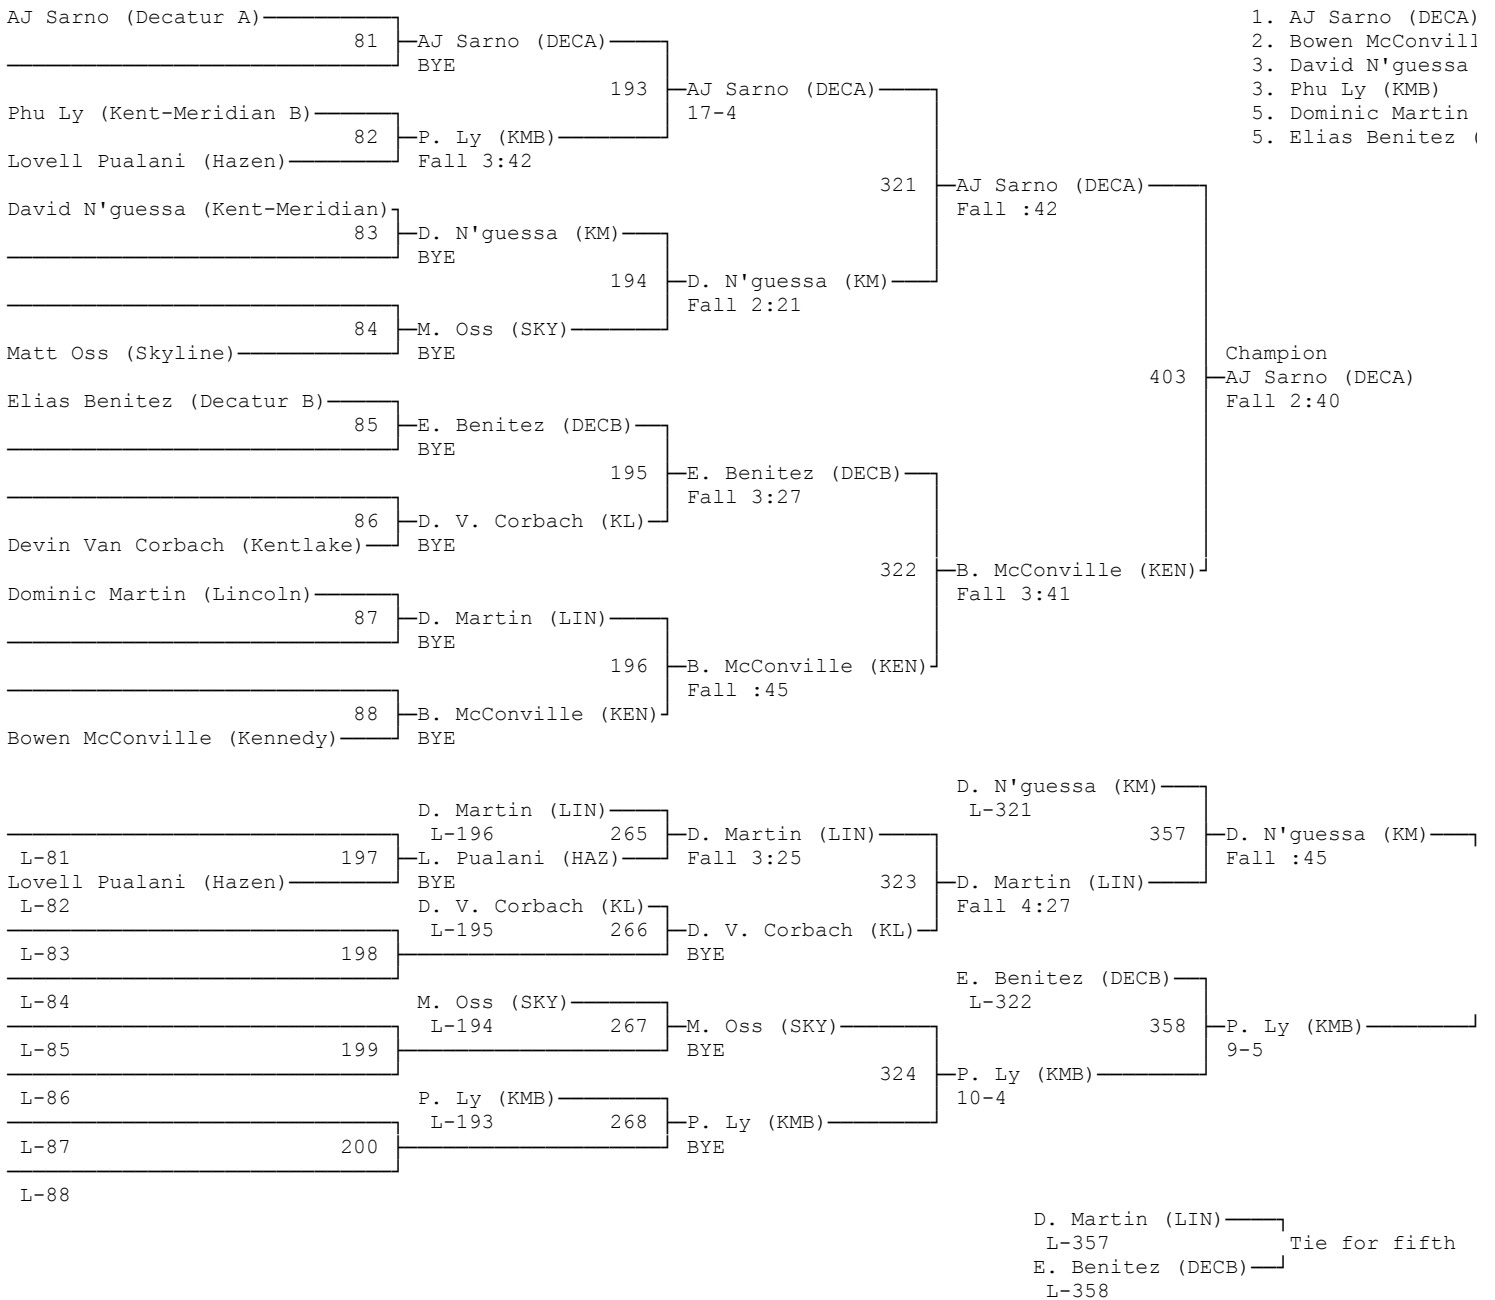 AJ Sarno (Decatur A)
1. AJ Sarno (DECA)
81 AJ Sarno (DECA)
2. Bowen McConvill
BYE
3. David N'guessa
193 AJ Sarno (DECA)
3. Phu Ly (KMB)
Phu Ly (Kent-Meridian B)
17-4
5. Dominic Martin
82 P. Ly (KMB)
5. Elias Benitez (
Lovell Pualani (Hazen)
Fall 3:42
321 AJ Sarno (DECA)
David N'guessa (Kent-Meridian)
Fall :42
83 D. N'guessa (KM)
BYE
194 D. N'guessa (KM)
Fall 2:21
84 M. Oss (SKY)
Matt Oss (Skyline)
BYE
Champion
403 AJ Sarno (DECA)
Elias Benitez (Decatur B)
Fall 2:40
85 E. Benitez (DECB)
BYE
195 E. Benitez (DECB)
Fall 3:27
86 D. V. Corbach (KL)
Devin Van Corbach (Kentlake)
BYE
322 B. McConville (KEN)
Dominic Martin (Lincoln)
Fall 3:41
87 D. Martin (LIN)
BYE
196 B. McConville (KEN)
Fall :45
88 B. McConville (KEN)
Bowen McConville (Kennedy)
BYE
D. N'guessa (KM)
D. Martin (LIN)
L-321
L-196 265 D. Martin (LIN)
357 D. N'guessa (KM)
L-81 197 L. Pualani (HAZ)
Fall 3:25
Fall :45
Lovell Pualani (Hazen)
BYE
323 D. Martin (LIN)
L-82
D. V. Corbach (KL)
Fall 4:27
L-195 266 D. V. Corbach (KL)
L-83 198
BYE
E. Benitez (DECB)
L-84
M. Oss (SKY)
L-322
L-194 267 M. Oss (SKY)
358 P. Ly (KMB)
L-85 199
BYE
9-5
324 P. Ly (KMB)
L-86
P. Ly (KMB)
10-4
L-193 268 P. Ly (KMB)
L-87 200
BYE
L-88
D. Martin (LIN)
L-357
Tie for fifth
E. Benitez (DECB)
L-358